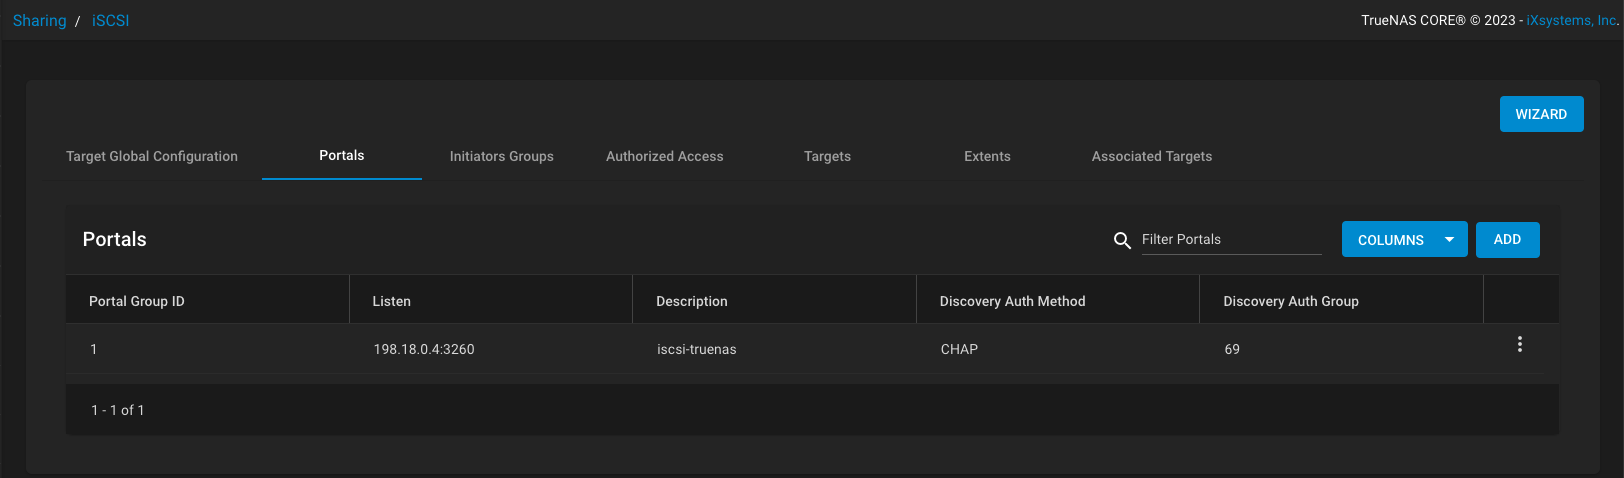 Sharing / iSCSI
TrueNAS CORE® © 2023 - iXsystems, Inc.
WIZARD
Target Global Configuration Portals Initiators Groups Authorized Access Targets Extents Associated Targets
Portals Filter Portals COLUMNS ADD
Portal Group ID Listen Description Discovery Auth Method Discovery Auth Group
1 198.18.0.4:3260 iscsi-truenas CHAP 69
1 - 1 of 1